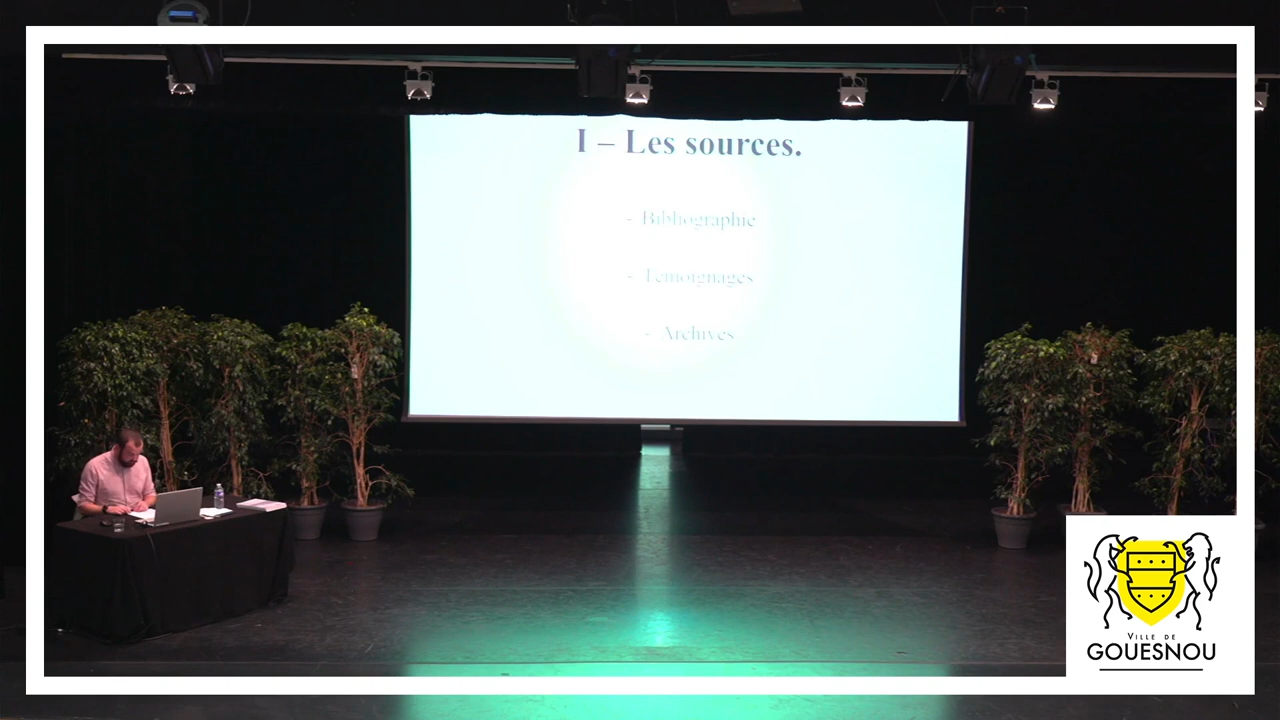 I – Les sources.
- Bibliographie
- Témoignages
- Archives
VILLE DE
GOUESNOU